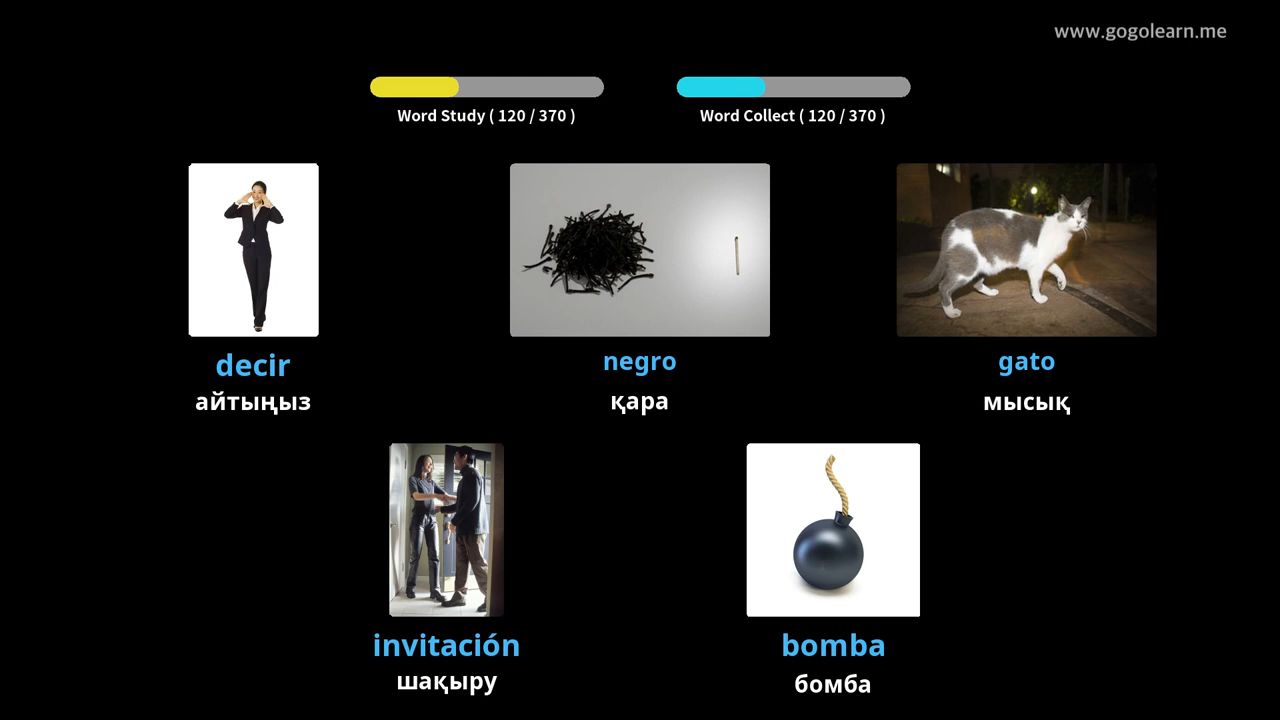 www.gogolearn.me
Word Study ( 120 / 370 )
Word Collect ( 120 / 370 )
decir
айтыңыз
negro
қара
gato
мысық
invitación
шақыру
bomba
бомба